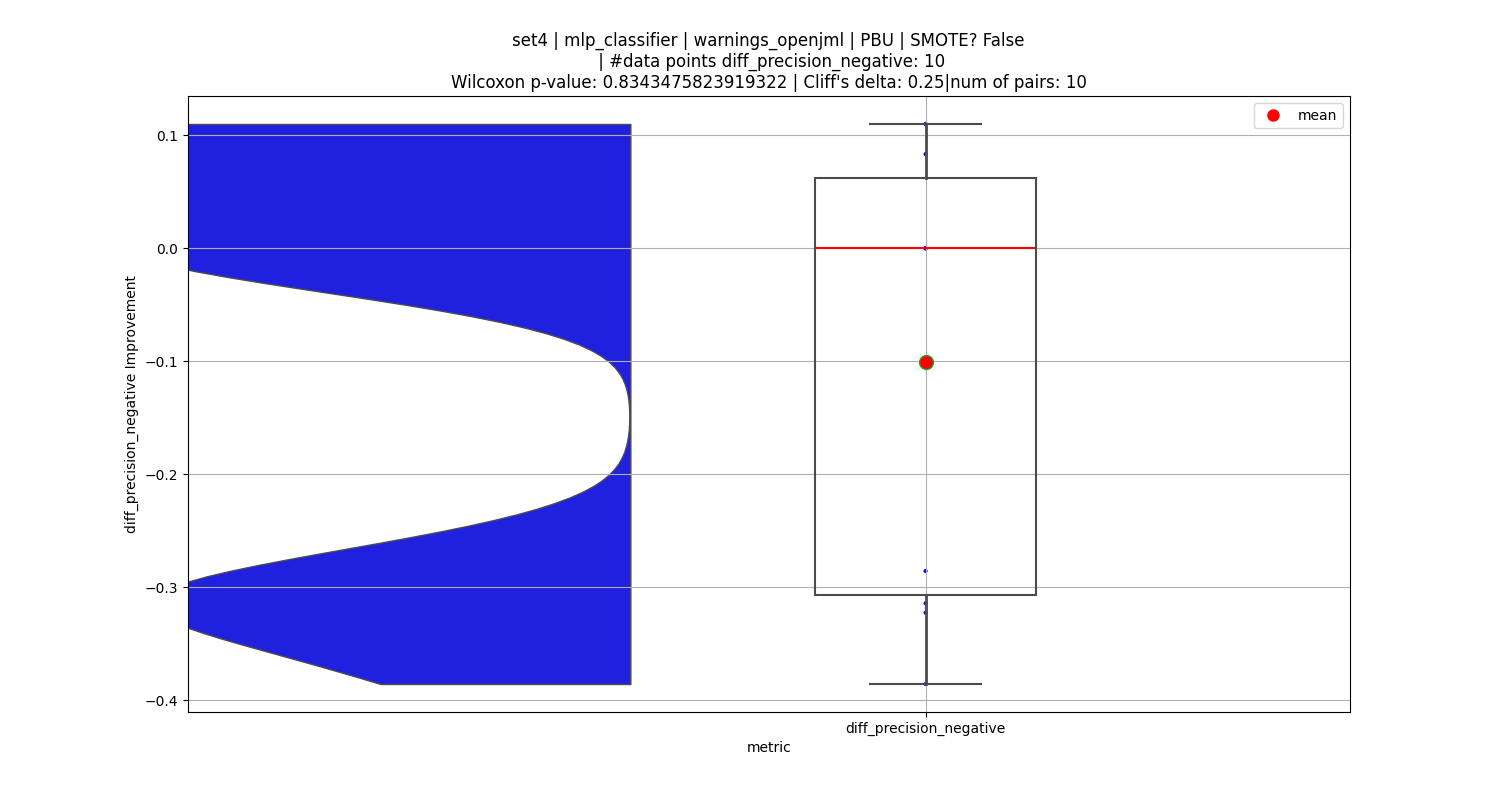 set4 | mlp_classifier | warnings_openjml | PBU | SMOTE? False
| #data points diff_precision_negative: 10
Wilcoxon p-value: 0.8343475823919322 | Cliff's delta: 0.25|num of pairs: 10
mean
0.1
0.0
−0.1
−0.2
−0.3
−0.4
diff_precision_negative Improvement
diff_precision_negative
metric